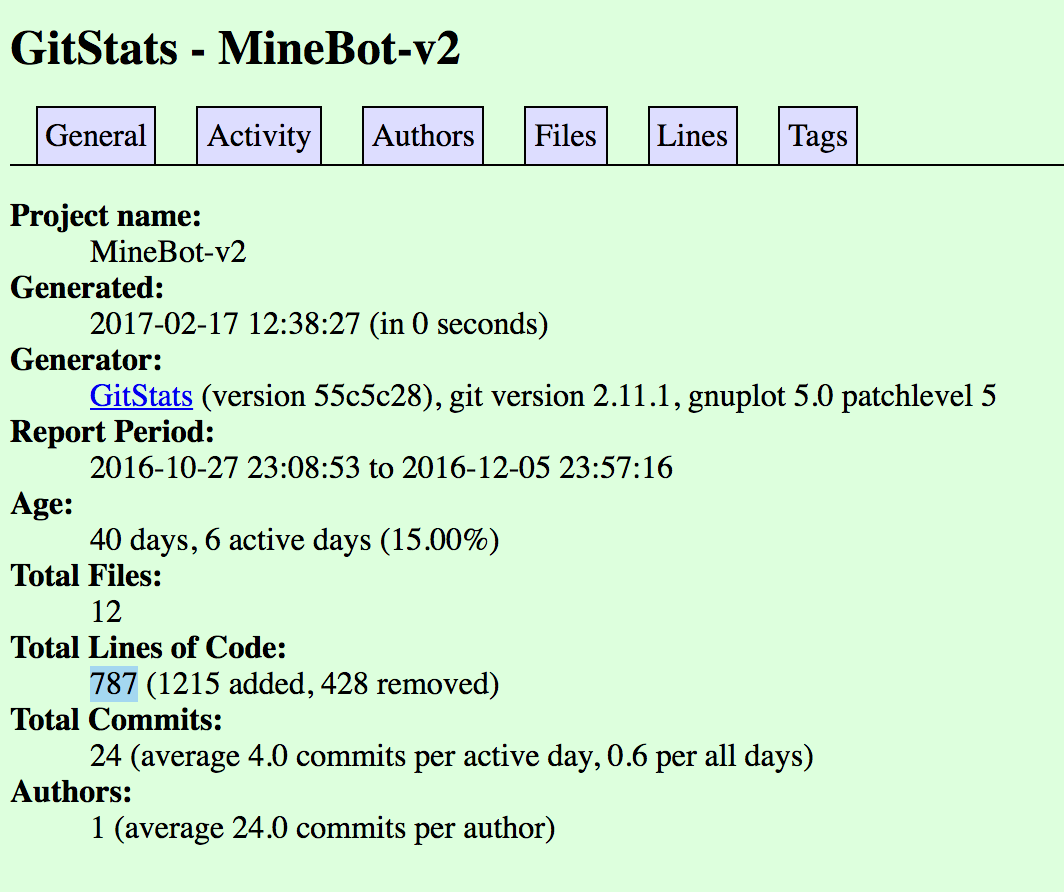 GitStats - MineBot-v2
General Activity Authors Files Lines Tags
Project name:
MineBot-v2
Generated:
2017-02-17 12:38:27 (in 0 seconds)
Generator:
GitStats (version 55c5c28), git version 2.11.1, gnuplot 5.0 patchlevel 5
Report Period:
2016-10-27 23:08:53 to 2016-12-05 23:57:16
Age:
40 days, 6 active days (15.00%)
Total Files:
12
Total Lines of Code:
787 (1215 added, 428 removed)
Total Commits:
24 (average 4.0 commits per active day, 0.6 per all days)
Authors:
1 (average 24.0 commits per author)